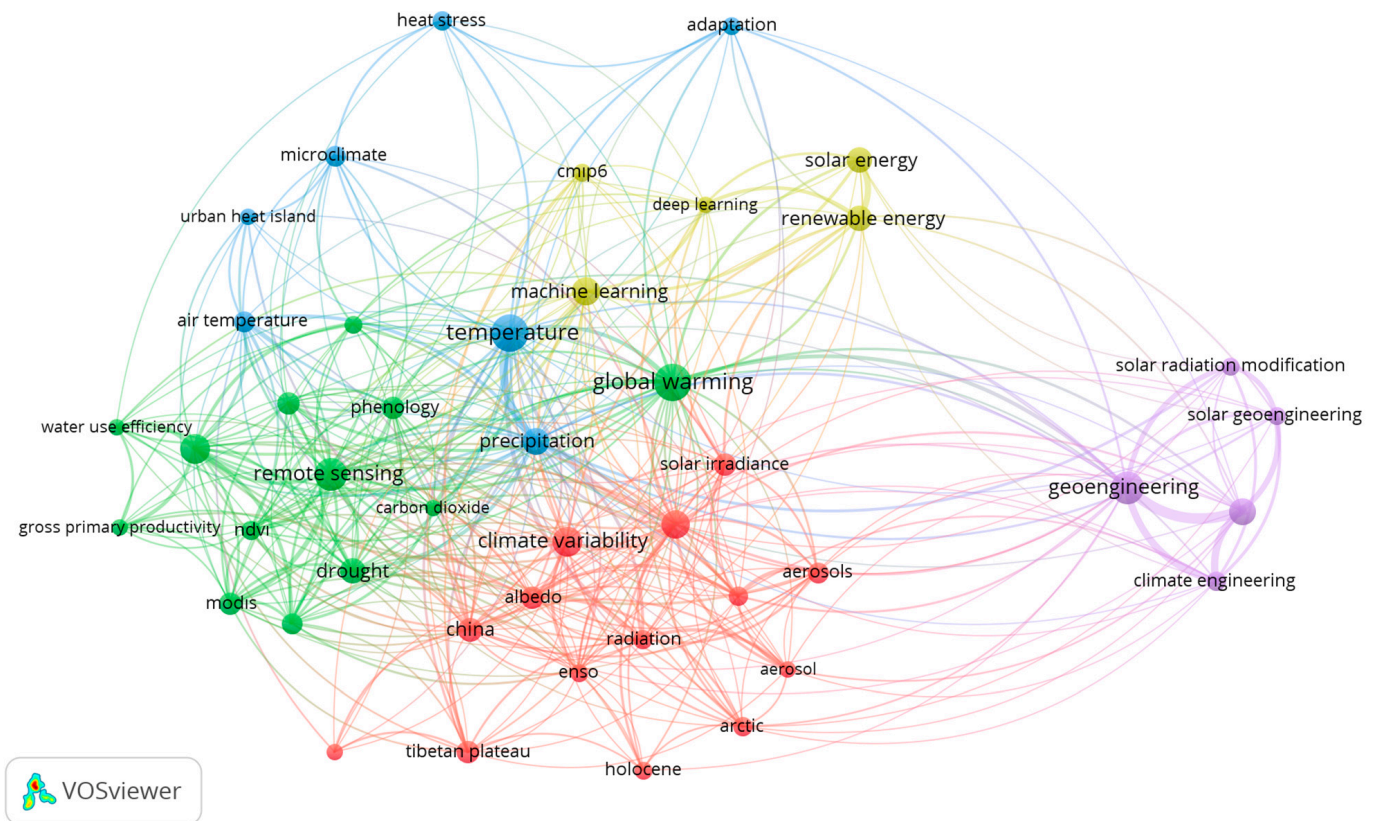 heat stress
adaptation
microclimate
solar energy
cmip6
deep learning
urban heat island
renewable energy
machine learning
air temperature
temperature
solar radiation modification
global warming
phenology
solar geoengineering
water use efficiency
precipitation
solar irradiance
remote sensing
geoengineering
carbon dioxide
gross primary productivity
ndvi
climate variability
drought
aerosols
climate engineering
albedo
modis
china
radiation
enso
aerosol
arctic
tibetan plateau
holocene
VOSviewer